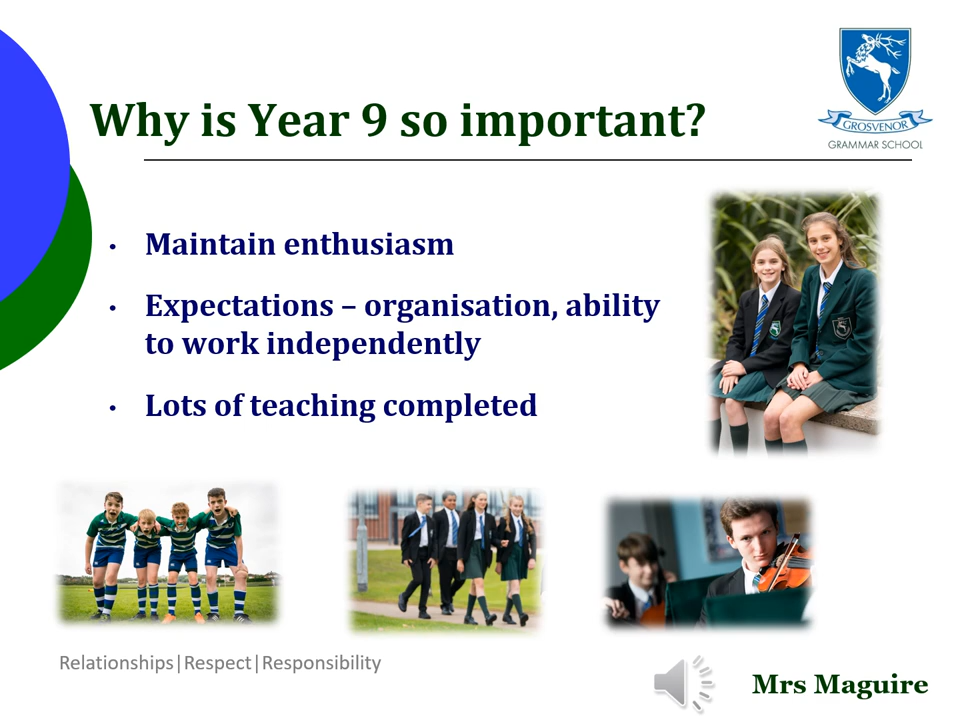 Why is Year 9 so important?
GROSVENOR
GRAMMAR SCHOOL
• Maintain enthusiasm
• Expectations – organisation, ability
to work independently
• Lots of teaching completed
Relationships|Respect|Responsibility
Mrs Maguire